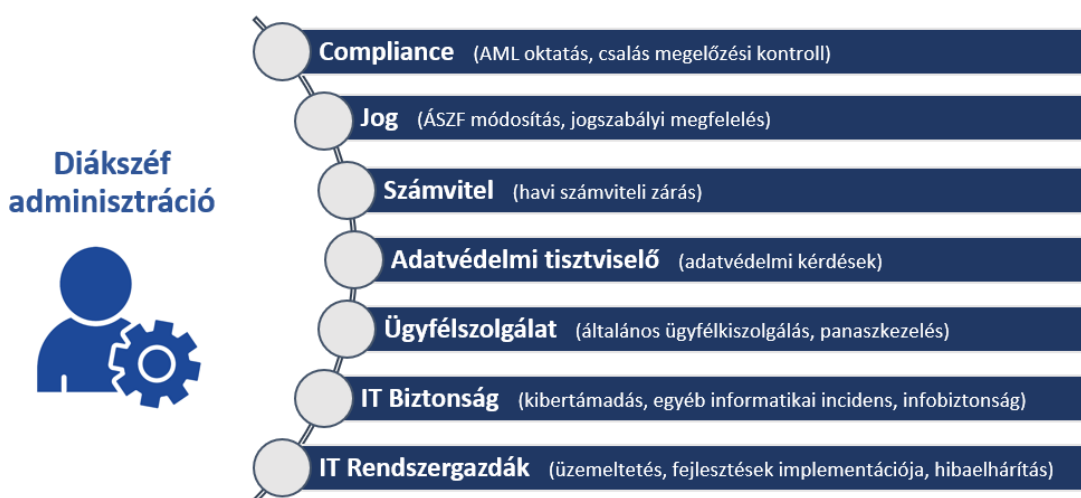 Diákszéf
adminisztráció
Compliance (AML oktatás, csalás megelőzési kontroll)
Jog (ÁSZF módosítás, jogszabályi megfelelés)
Számvitel (havi számviteli zárás)
Adatvédelmi tisztviselő (adatvédelmi kérdések)
Ügyfélszolgálat (általános ügyfélkiszolgálás, panaszkezelés)
IT Biztonság (kibertámadás, egyéb informatikai incidens, infobiztonság)
IT Rendszergazdák (üzemeltetés, fejlesztések implementációja, hibaelhárítás)